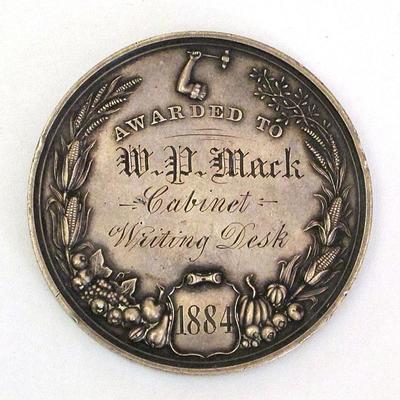 AWARDED TO
W. P. Mack
Cabinet
Writing Desk
1884